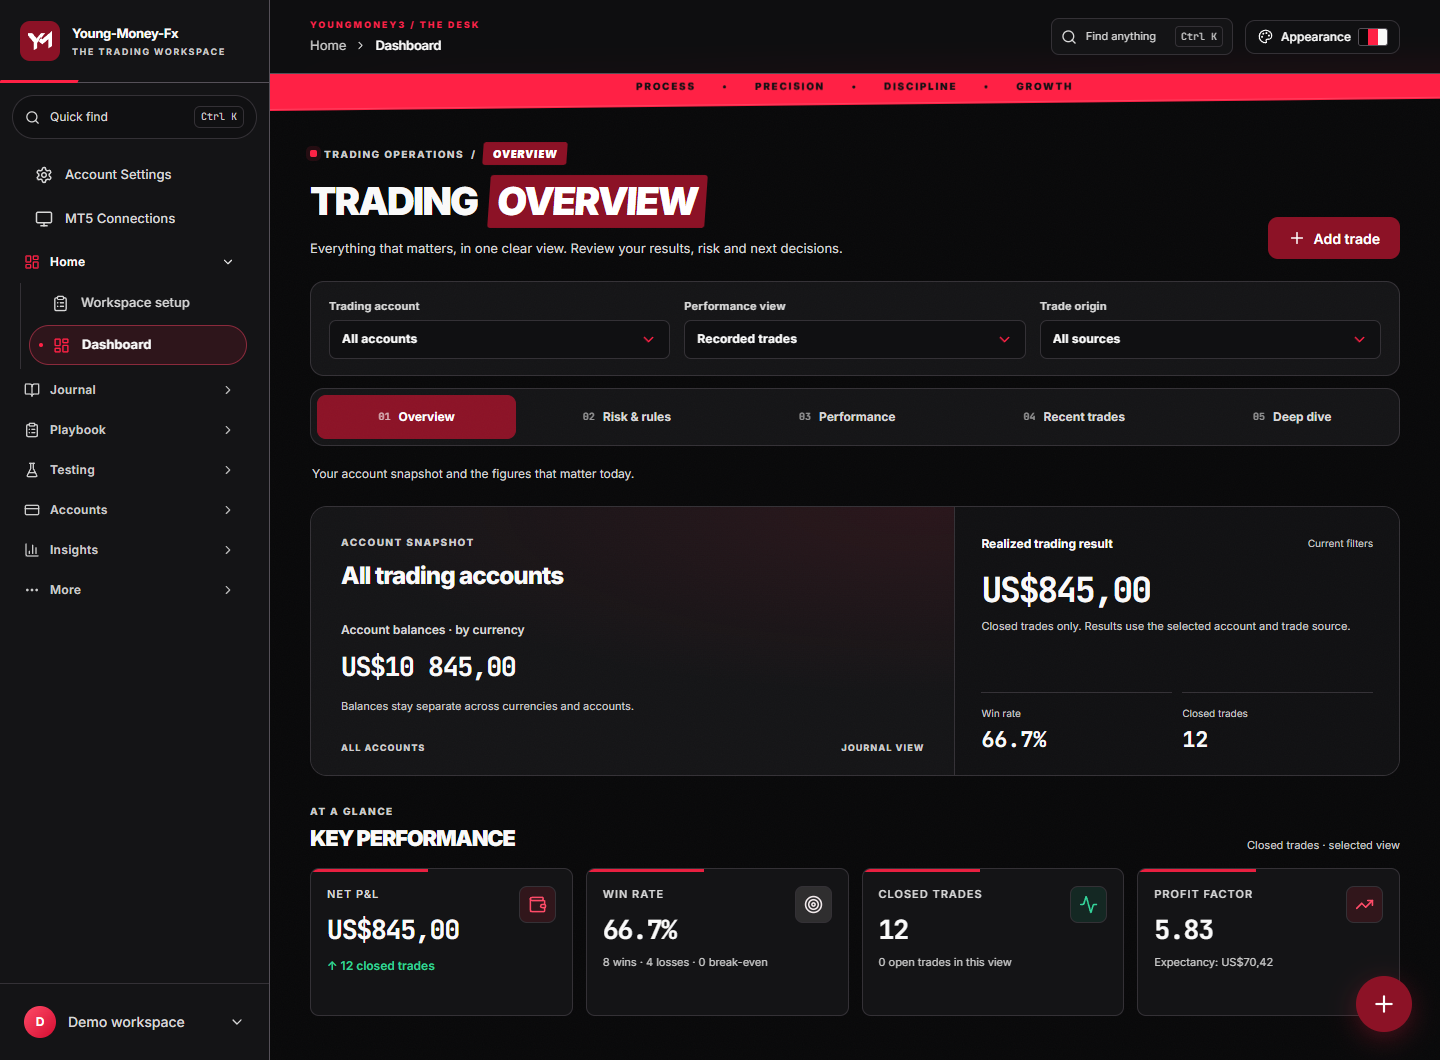 Young-Money-Fx
THE TRADING WORKSPACE
Quick find
Ctrl K
Account Settings
MT5 Connections
Home
Workspace setup
Dashboard
Journal
Playbook
Testing
Accounts
Insights
More
D
Demo workspace
YOUNGMONEY3 / THE DESK
Home > Dashboard
Find anything
Ctrl K
Appearance
PROCESS • PRECISION • DISCIPLINE • GROWTH
TRADING OPERATIONS / OVERVIEW
TRADING OVERVIEW
Everything that matters, in one clear view. Review your results, risk and next decisions.
Add trade
Trading account
All accounts
Performance view
Recorded trades
Trade origin
All sources
01 Overview
02 Risk & rules
03 Performance
04 Recent trades
05 Deep dive
Your account snapshot and the figures that matter today.
ACCOUNT SNAPSHOT
All trading accounts
Account balances · by currency
US$10 845,00
Balances stay separate across currencies and accounts.
ALL ACCOUNTS
JOURNAL VIEW
Realized trading result
Current filters
US$845,00
Closed trades only. Results use the selected account and trade source.
Win rate
66.7%
Closed trades
12
AT A GLANCE
KEY PERFORMANCE
Closed trades · selected view
NET P&L
US$845,00
↑ 12 closed trades
WIN RATE
66.7%
8 wins · 4 losses · 0 break-even
CLOSED TRADES
12
0 open trades in this view
PROFIT FACTOR
5.83
Expectancy: US$70,42